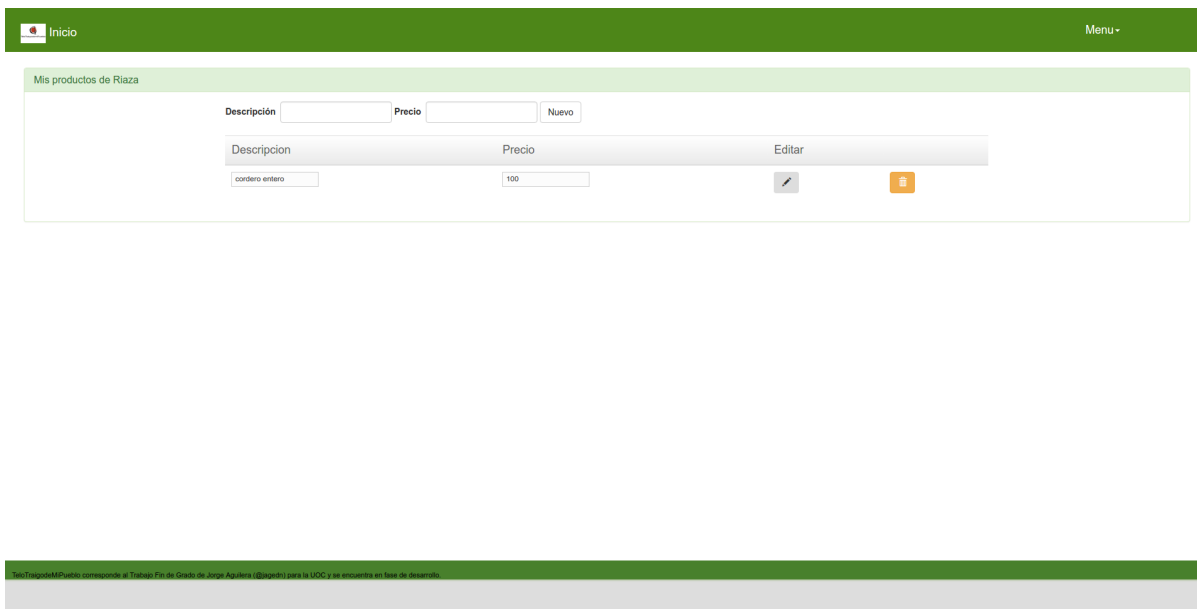 Inicio
Menu
Mis productos de Riaza
Descripción Precio Nuevo
Descripcion Precio Editar
cordero entero 100
TeloTraigodeMiPueblo corresponde al Trabajo Fin de Grado de Jorge Aguilera (@jagedn) para la UOC y se encuentra en fase de desarrollo.